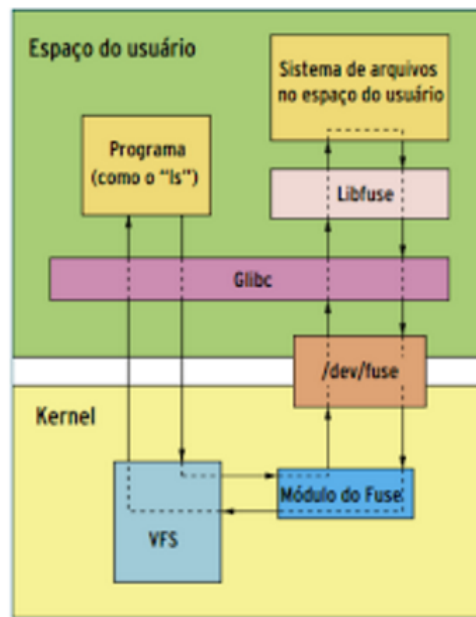 Espaço do usuário
Sistema de arquivos
no espaço do usuário
Programa
(como o "ls")
Libfuse
Glibc
/dev/fuse
Kernel
Módulo do Fuse
VFS